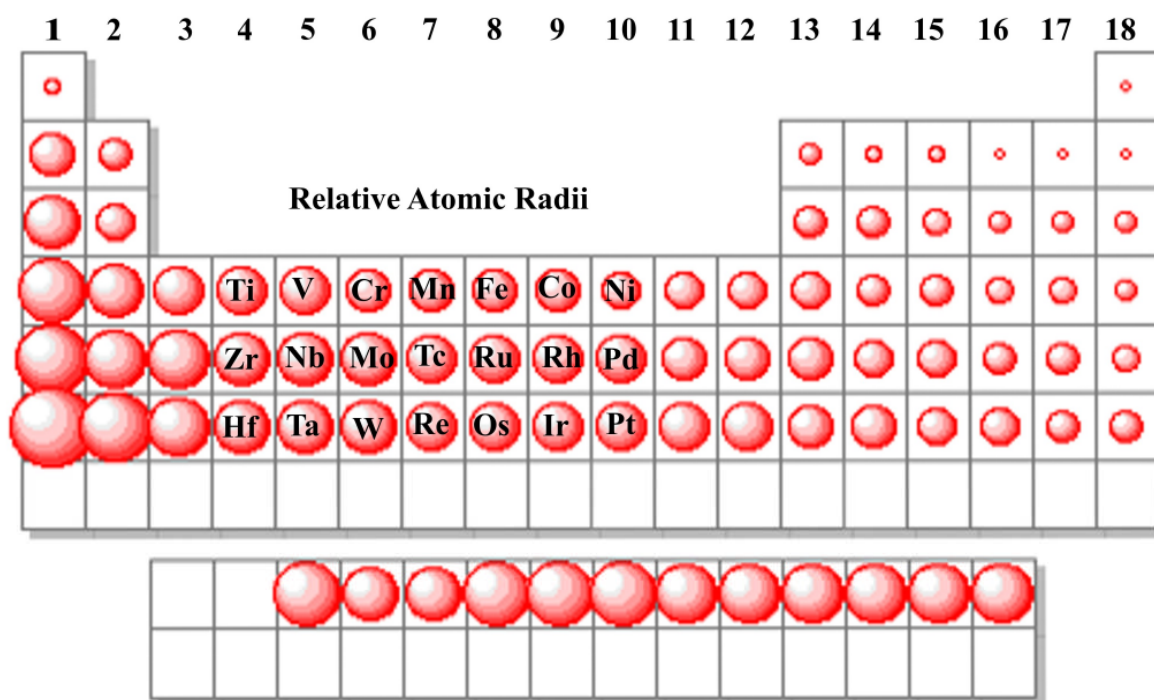 1 2 3 4 5 6 7 8 9 10 11 12 13 14 15 16 17 18
Relative Atomic Radii
Ti V Cr Mn Fe Co Ni
Zr Nb Mo Tc Ru Rh Pd
Hf Ta W Re Os Ir Pt